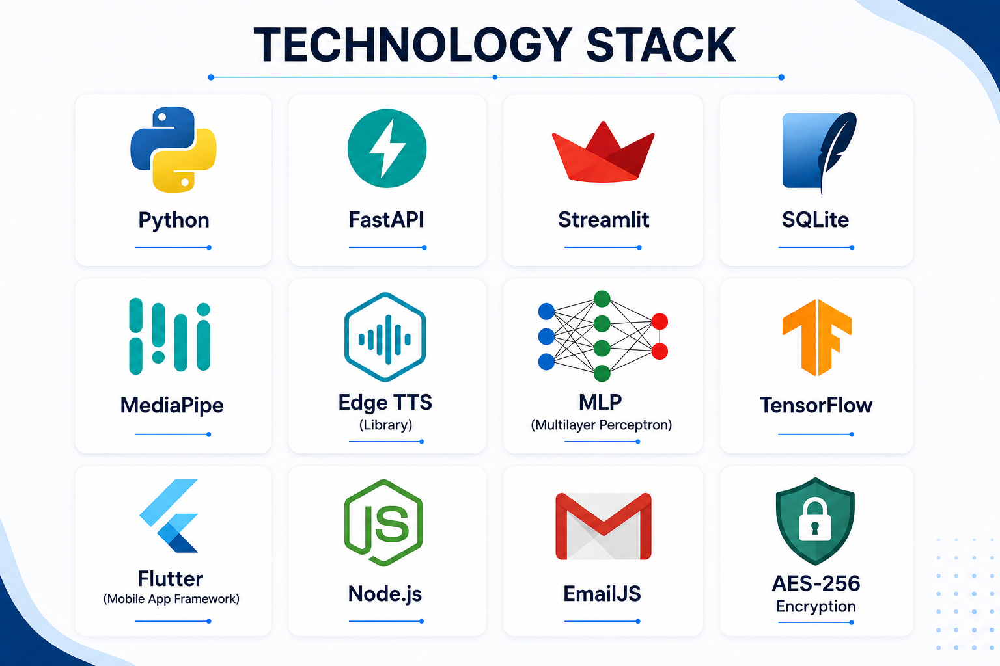 TECHNOLOGY STACK
Python
FastAPI
Streamlit
SQLite
MediaPipe
Edge TTS
(Library)
MLP
(Multilayer Perceptron)
TensorFlow
Flutter
(Mobile App Framework)
JS
Node.js
EmailJS
AES-256
Encryption